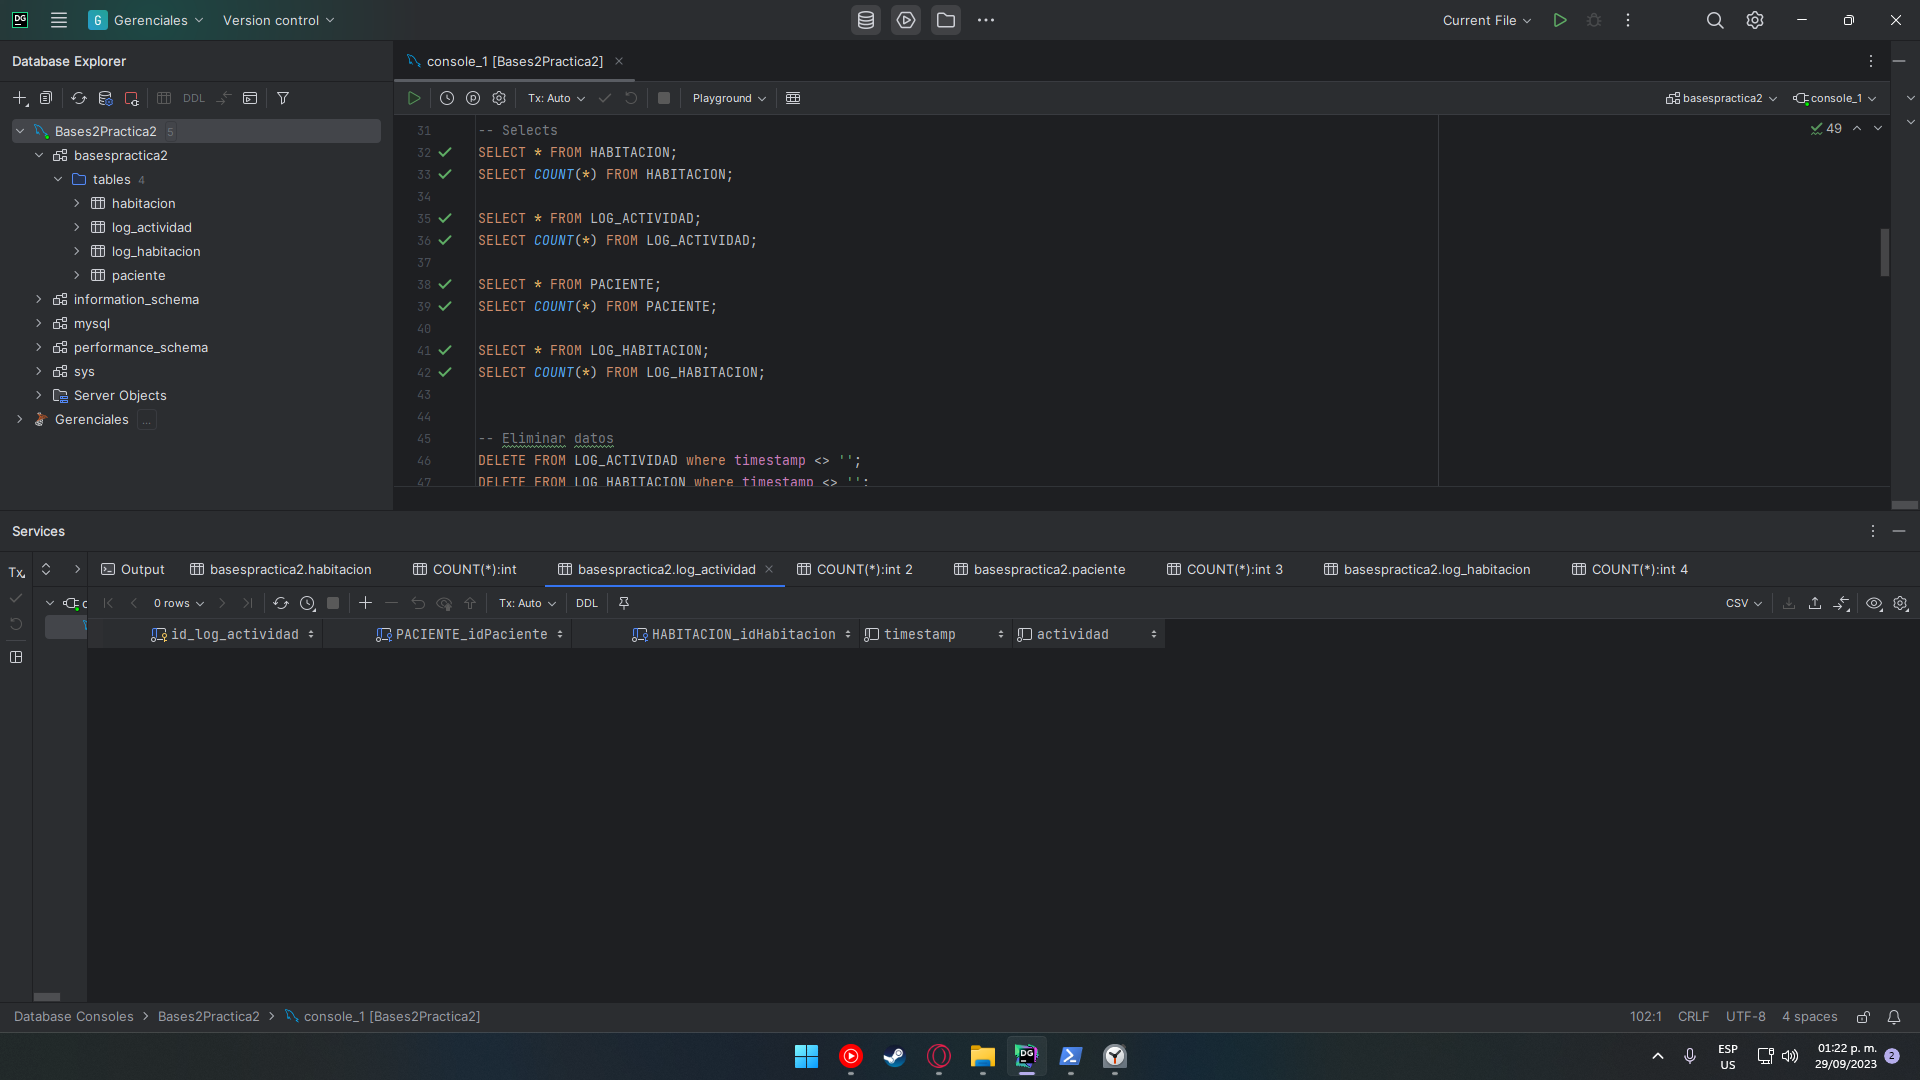 DG
G Gerenciales
Version control
Current File
Database Explorer
console_1 [Bases2Practica2]
DDL
Tx: Auto
Playground
basespractica2
console_1
Bases2Practica2 5
basespractica2
tables 4
habitacion
log_actividad
log_habitacion
paciente
information_schema
mysql
performance_schema
sys
Server Objects
Gerenciales ...
49
31 -- Selects
32 SELECT * FROM HABITACION;
33 SELECT COUNT(*) FROM HABITACION;
34
35 SELECT * FROM LOG_ACTIVIDAD;
36 SELECT COUNT(*) FROM LOG_ACTIVIDAD;
37
38 SELECT * FROM PACIENTE;
39 SELECT COUNT(*) FROM PACIENTE;
40
41 SELECT * FROM LOG_HABITACION;
42 SELECT COUNT(*) FROM LOG_HABITACION;
43
44
45 -- Eliminar datos
46 DELETE FROM LOG_ACTIVIDAD where timestamp <> '';
47 DELETE FROM LOG_HABITACION where timestamp <> '';
Services
Tx
Output
basespractica2.habitacion
COUNT(*):int
basespractica2.log_actividad
COUNT(*):int 2
basespractica2.paciente
COUNT(*):int 3
basespractica2.log_habitacion
COUNT(*):int 4
c
0 rows
Tx: Auto
DDL
CSV
id_log_actividad
PACIENTE_idPaciente
HABITACION_idHabitacion
timestamp
actividad
Database Consoles > Bases2Practica2 > console_1 [Bases2Practica2]
102:1 CRLF UTF-8 4 spaces
DG
ESP
US
01:22 p. m.
29/09/2023
2